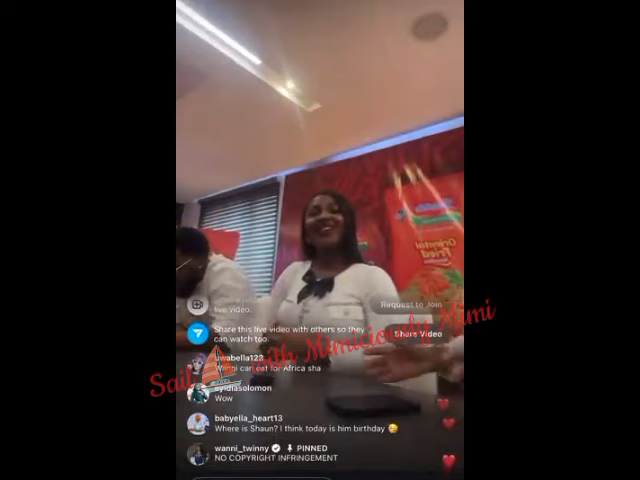 Oriental
Fried
live video.
Request to Join
Share this live video with others so they
can watch too.
Share Video
uwabella123
Wanni can eat for Africa sha
Sail with Mimiciously Mimi
syldiasolomon
Wow
babyella_heart13
Where is Shaun? I think today is him birthday
wanni_twinny PINNED
NO COPYRIGHT INFRINGEMENT